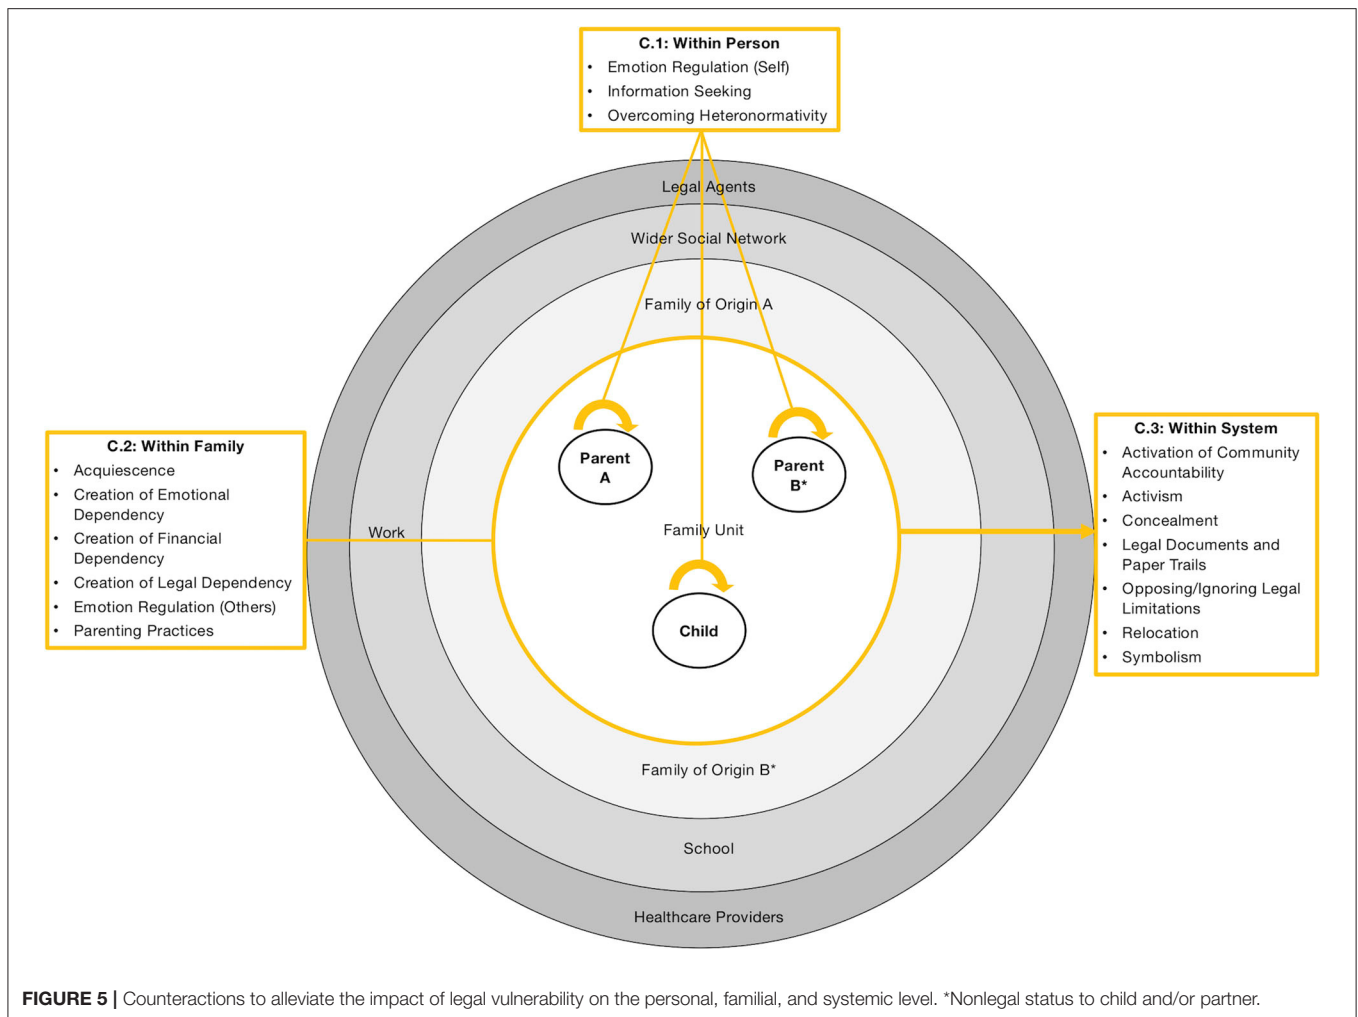 C.1: Within Person
• Emotion Regulation (Self)
• Information Seeking
• Overcoming Heteronormativity
Legal Agents
Wider Social Network
Family of Origin A
C.2: Within Family
• Acquiescence
• Creation of Emotional
Dependency
• Creation of Financial
Dependency
• Creation of Legal Dependency
• Emotion Regulation (Others)
• Parenting Practices
Work
Parent
A
Parent
B*
Family Unit
Child
C.3: Within System
• Activation of Community
Accountability
• Activism
• Concealment
• Legal Documents and
Paper Trails
• Opposing/Ignoring Legal
Limitations
• Relocation
• Symbolism
Family of Origin B*
School
Healthcare Providers
FIGURE 5 | Counteractions to alleviate the impact of legal vulnerability on the personal, familial, and systemic level. *Nonlegal status to child and/or partner.